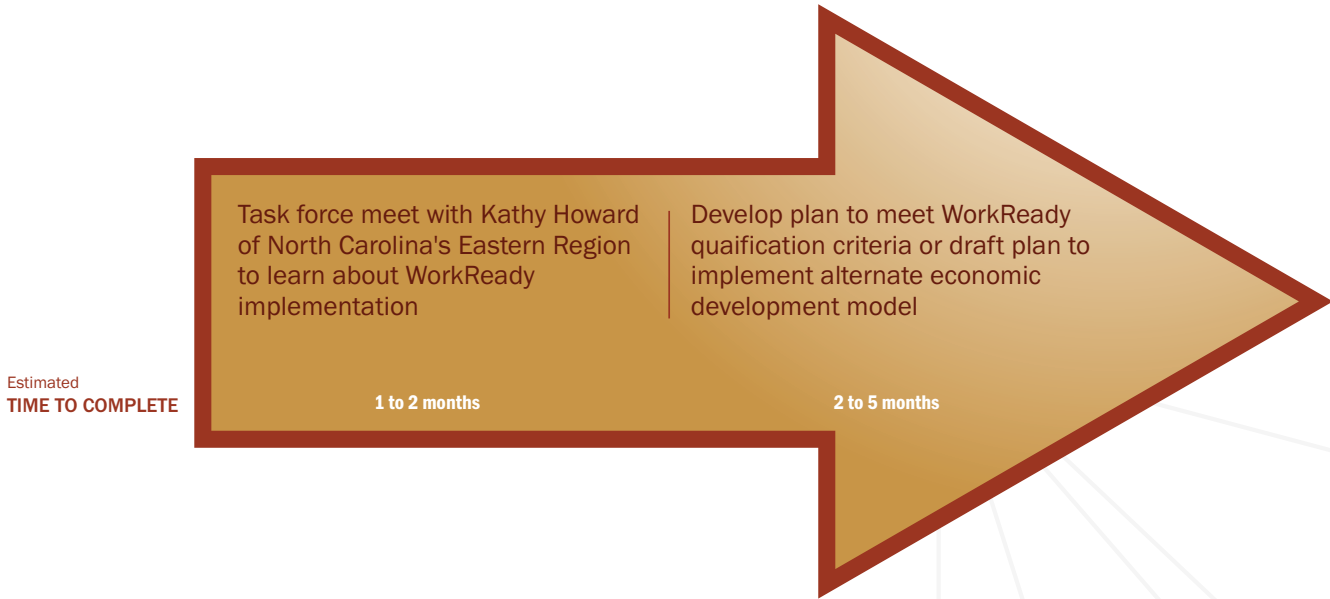 Task force meet with Kathy Howard
of North Carolina's Eastern Region
to learn about WorkReady
implementation
Develop plan to meet WorkReady
quaification criteria or draft plan to
implement alternate economic
development model
Estimated
TIME TO COMPLETE
1 to 2 months
2 to 5 months